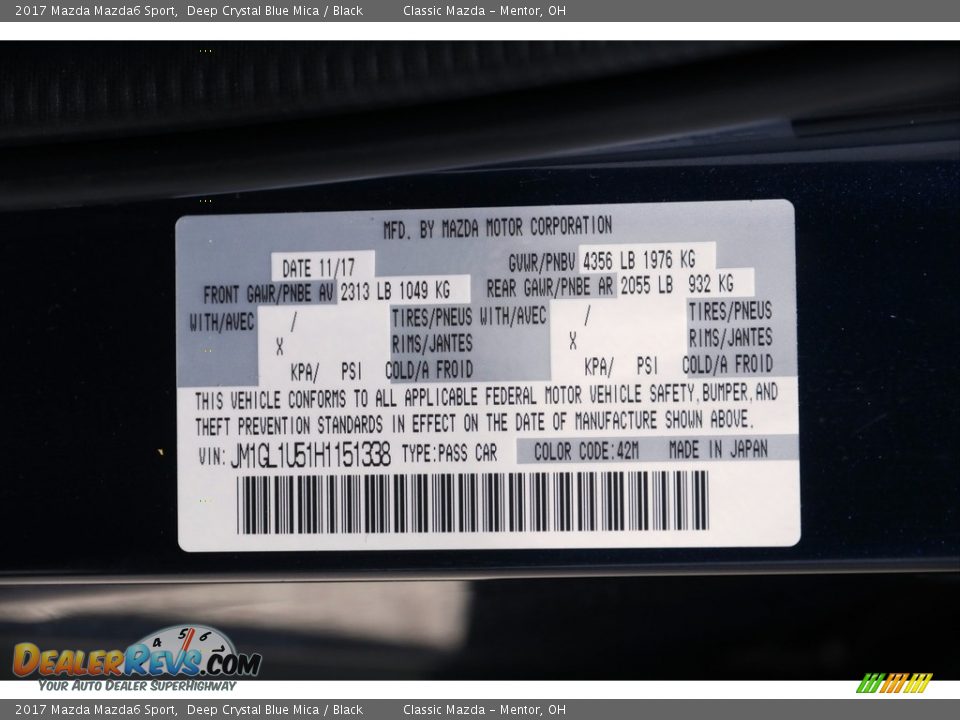 2017 Mazda Mazda6 Sport, Deep Crystal Blue Mica / Black Classic Mazda – Mentor, OH
MFD. BY MAZDA MOTOR CORPORATION
DATE 11/17 GVWR/PNBV 4356 LB 1976 KG
FRONT GAWR/PNBE AV 2313 LB 1049 KG REAR GAWR/PNBE AR 2055 LB 932 KG
WITH/AVEC / TIRES/PNEUS WITH/AVEC / TIRES/PNEUS
X RIMS/JANTES X RIMS/JANTES
KPA/ PSI COLD/A FROID KPA/ PSI COLD/A FROID
THIS VEHICLE CONFORMS TO ALL APPLICABLE FEDERAL MOTOR VEHICLE SAFETY, BUMPER, AND
THEFT PREVENTION STANDARDS IN EFFECT ON THE DATE OF MANUFACTURE SHOWN ABOVE.
VIN: JM1GL1U51H1151338 TYPE:PASS CAR COLOR CODE:42M MADE IN JAPAN
4 5 6
DEALERREVS.COM
YOUR AUTO DEALER SUPERHIGHWAY
2017 Mazda Mazda6 Sport, Deep Crystal Blue Mica / Black Classic Mazda – Mentor, OH